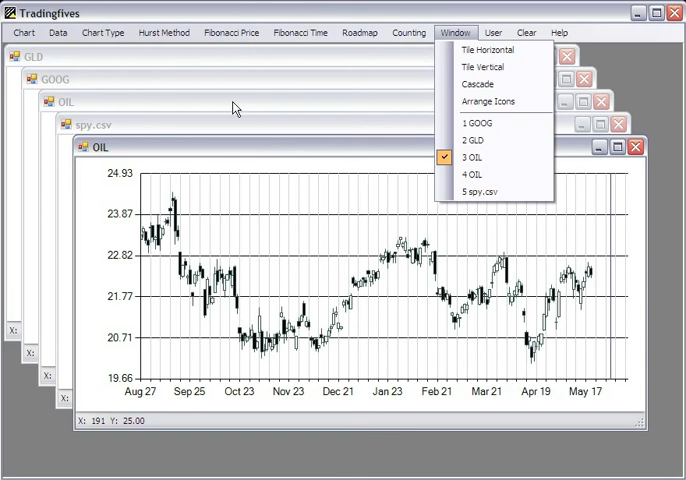 Tradingfives
Chart Data Chart Type Hurst Method Fibonacci Price Fibonacci Time Roadmap Counting Window User Clear Help
Tile Horizontal
Tile Vertical
Cascade
Arrange Icons
1 GOOG
2 GLD
3 OIL
4 OIL
5 spy.csv
GLD
GOOG
OIL
spy.csv
OIL
24.93
23.87
22.82
21.77
20.71
19.66
Aug 27 Sep 25 Oct 23 Nov 23 Dec 22 Jan 23 Feb 21 Mar 21 Apr 19 May 17
X: 191 Y: 25.00
X:
X:
X:
X: